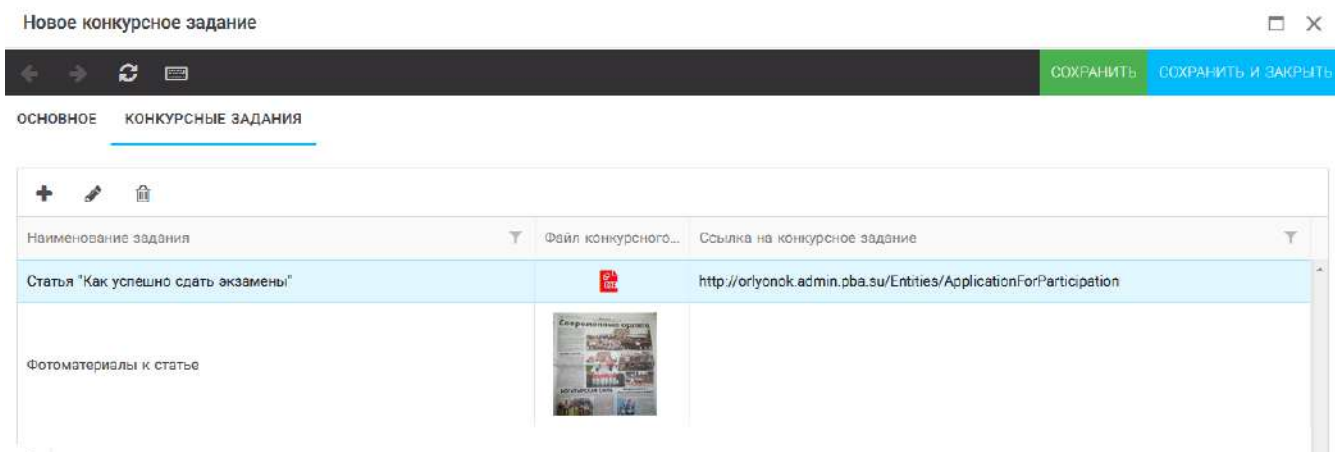 Новое конкурсное задание
СОХРАНИТЬ СОХРАНИТЬ И ЗАКРЫТЬ
ОСНОВНОЕ КОНКУРСНЫЕ ЗАДАНИЯ
Наименование задания Файл конкурсного... Ссылка на конкурсное задание
Статья "Как успешно сдать экзамены" http://orlyonok.admin.pba.su/Entities/ApplicationForParticipation
Фотоматериалы к статье